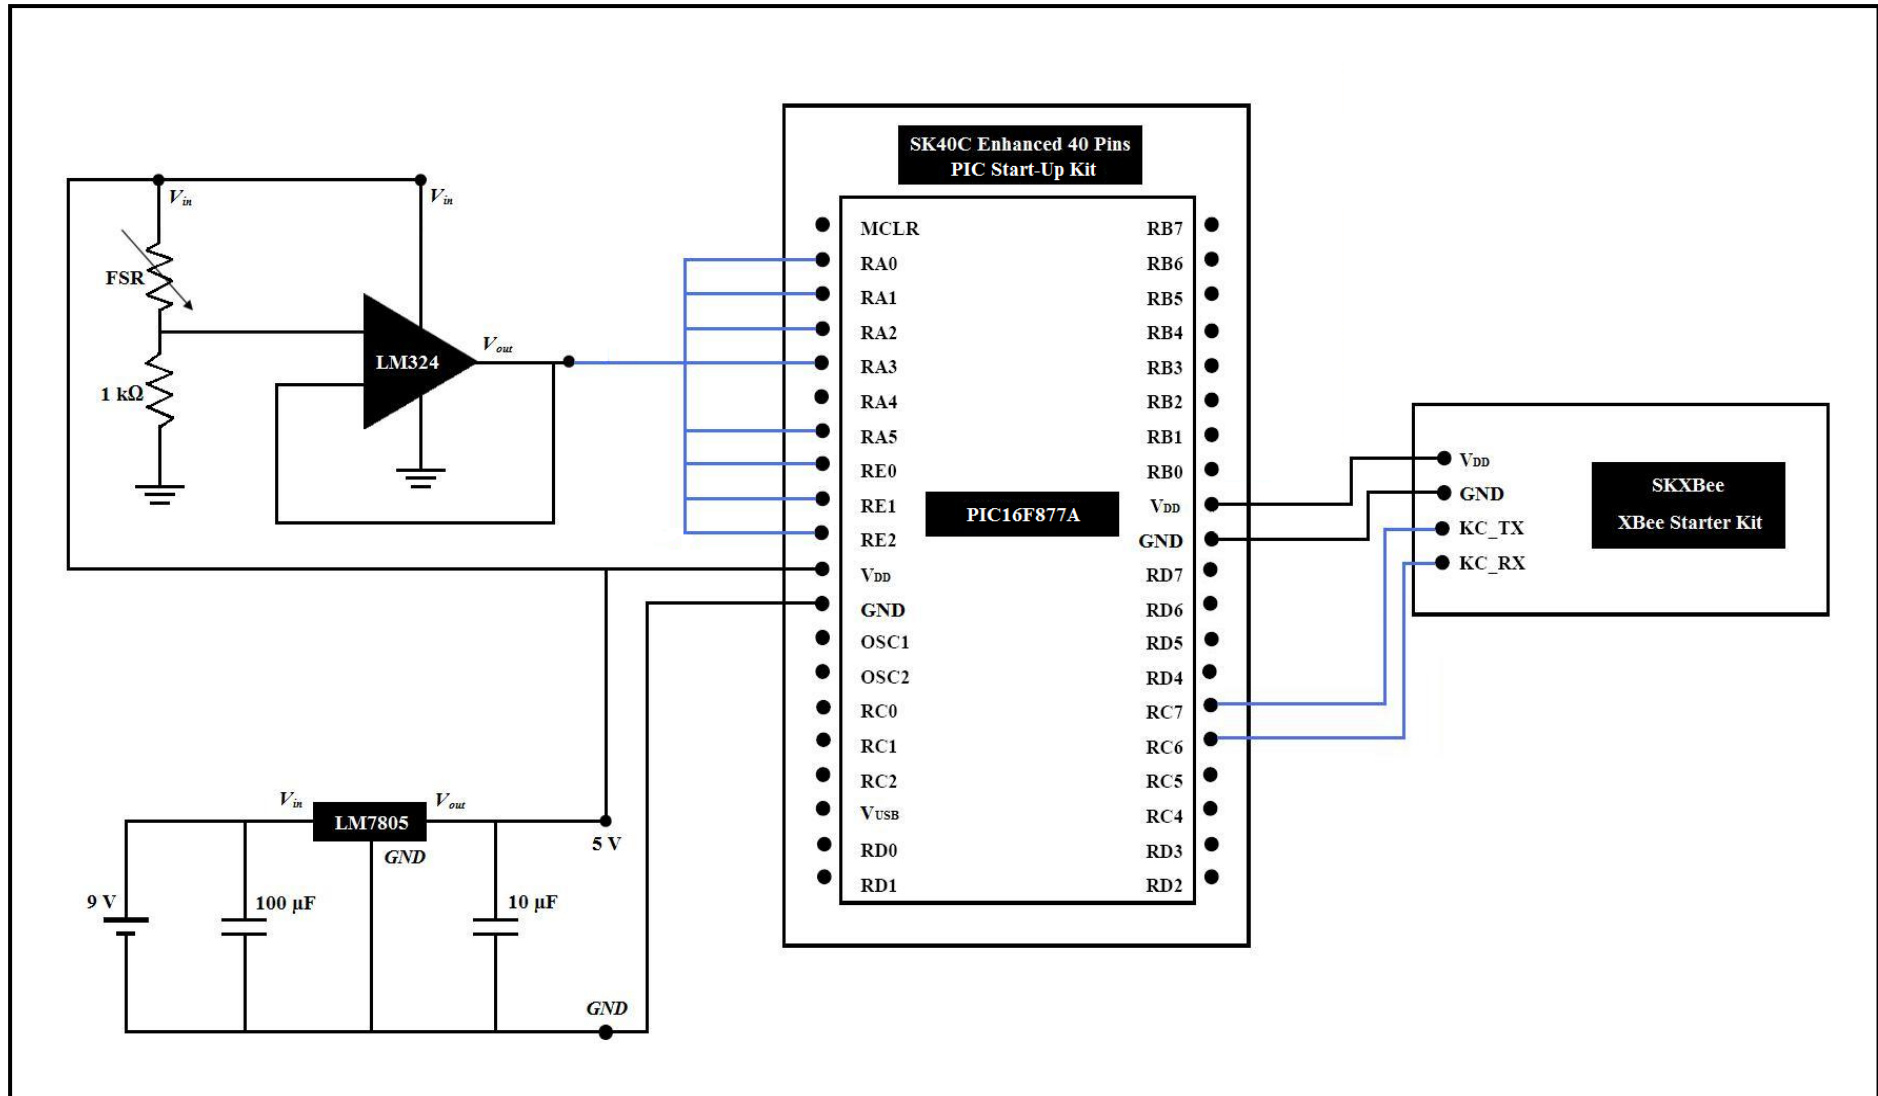 SK40C Enhanced 40 Pins
PIC Start-Up Kit
Vin
Vin
FSR
1 kΩ
LM324
Vout
MCLR
RA0
RA1
RA2
RA3
RA4
RA5
RE0
RE1
RE2
VDD
GND
OSC1
OSC2
RC0
RC1
RC2
VUSB
RD0
RD1
PIC16F877A
RB7
RB6
RB5
RB4
RB3
RB2
RB1
RB0
VDD
GND
RD7
RD6
RD5
RD4
RC7
RC6
RC5
RC4
RD3
RD2
VDD
GND
KC_TX
KC_RX
SKXBee
XBee Starter Kit
Vin
LM7805
Vout
GND
5 V
9 V
100 µF
10 µF
GND